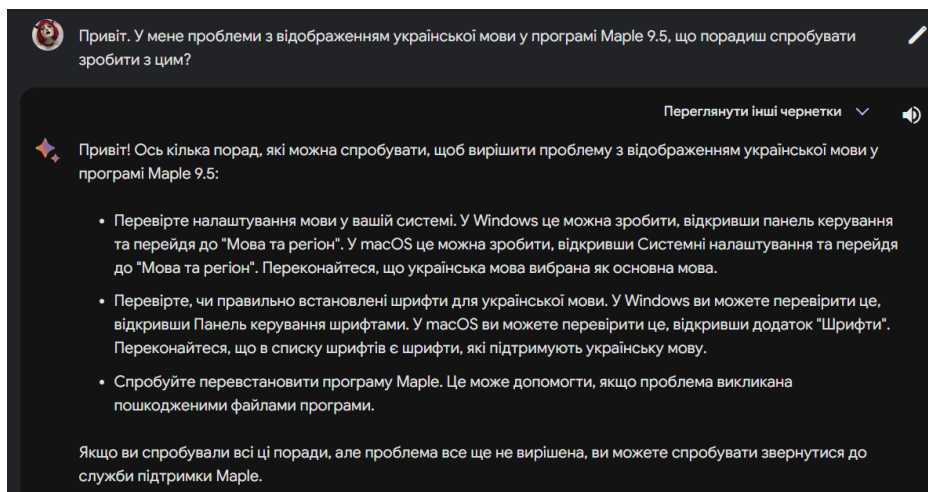 Привіт. У мене проблеми з відображенням української мови у програмі Maple 9.5, що порадиш спробувати
зробити з цим?
Переглянути інші чернетки
Привіт! Ось кілька порад, які можна спробувати, щоб вирішити проблему з відображенням української мови у
програмі Maple 9.5:
• Перевірте налаштування мови у вашій системі. У Windows це можна зробити, відкривши панель керування
та перейдя до "Мова та регіон". У macOS це можна зробити, відкривши Системні налаштування та перейдя
до "Мова та регіон". Переконайтеся, що українська мова вибрана як основна мова.
• Перевірте, чи правильно встановлені шрифти для української мови. У Windows ви можете перевірити це,
відкривши Панель керування шрифтами. У macOS ви можете перевірити це, відкривши додаток "Шрифти".
Переконайтеся, що в списку шрифтів є шрифти, які підтримують українську мову.
• Спробуйте перевстановити програму Maple. Це може допомогти, якщо проблема викликана
пошкодженими файлами програми.
Якщо ви спробували всі ці поради, але проблема все ще не вирішена, ви можете спробувати звернутися до
служби підтримки Maple.